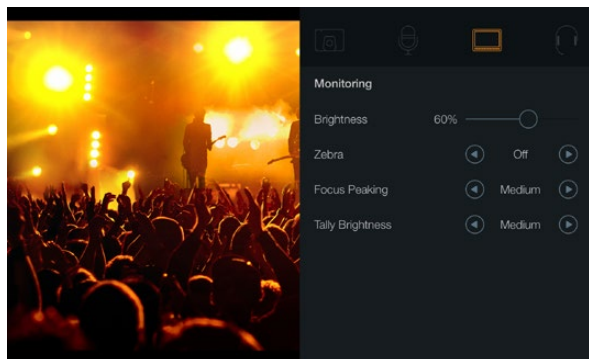 Monitoring
Brightness 60%
Zebra Off
Focus Peaking Medium
Tally Brightness Medium